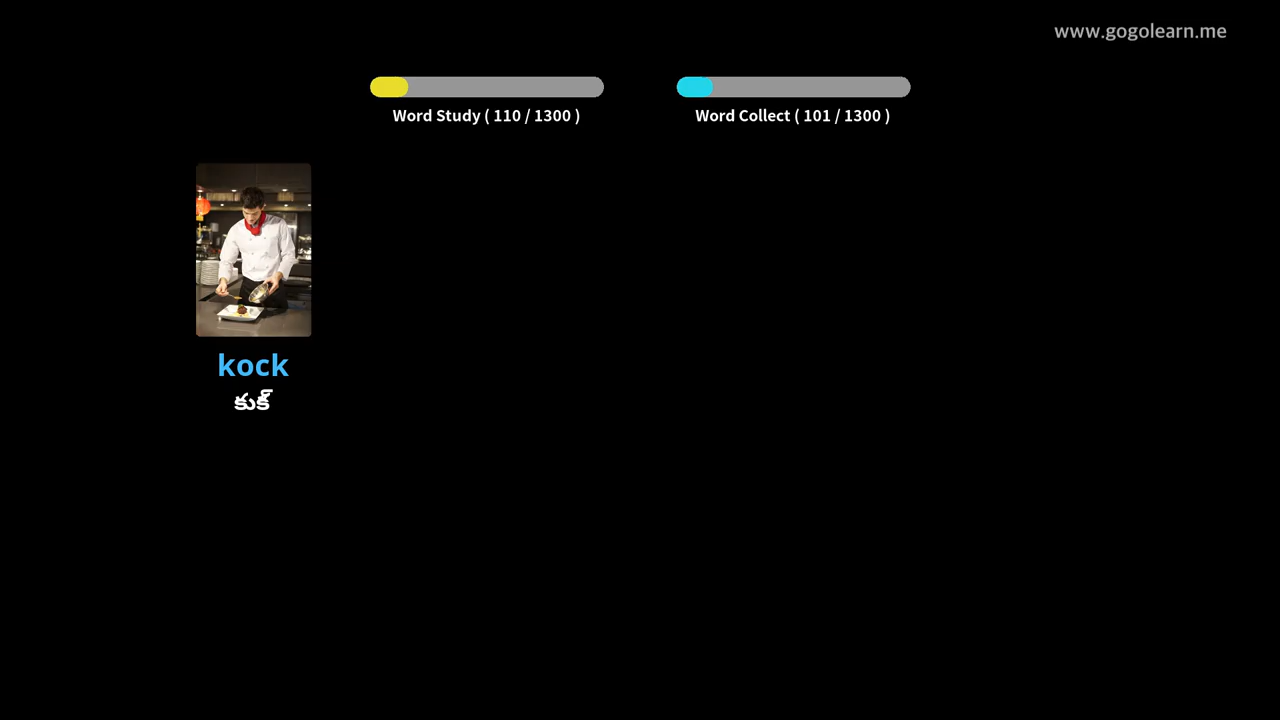 www.gogolearn.me
Word Study ( 110 / 1300 )
Word Collect ( 101 / 1300 )
kock
కుక్